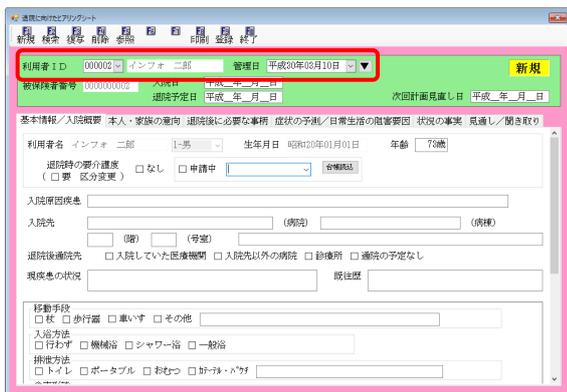 退院に向けたヒアリングシート
新規 検索 複写 削除 参照 印刷 登録 終了
利用者ID 000002 インフォ 二郎 管理日 平成30年03月10日 ▼ 新規
被保険者番号 0000000002 入院日 平成__年__月__日
退院予定日 平成__年__月__日 次回計画見直し日 平成__年__月__日
基本情報/入院概要 本人・家族の意向 退院後に必要な事柄 症状の予測/日常生活の阻害要因 状況の事実 見通し/聞き取り
利用者名 インフォ 二郎 1-男 生年月日 昭和20年01月01日 年齢 73歳
退院時の要介護度 □なし □申請中 台帳読込
(□要 区分変更)
入院原因疾患
入院先 (病院) (病棟)
(階) (号室)
退院後通院先 □入院していた医療機関 □入院先以外の病院 □診療所 □通院の予定なし
現疾患の状況 既往歴
移動手段
□杖 □歩行器 □車いす □その他
入浴方法
□行わず □機械浴 □シャワー浴 □一般浴
排泄方法
□トイレ □ポータブル □おむつ □カテーテル・パウチ